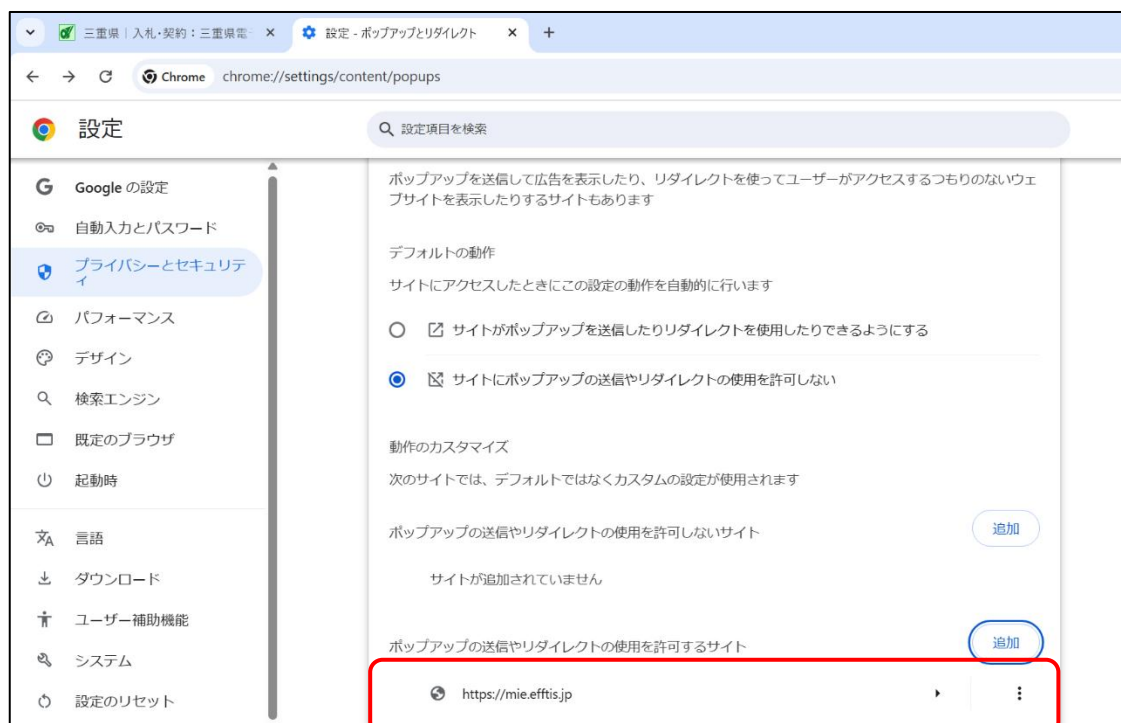 三重県｜入札・契約：三重県電
設定 - ポップアップとリダイレクト
Chrome
chrome://settings/content/popups
設定
設定項目を検索
Google の設定
自動入力とパスワード
プライバシーとセキュリテ
ィ
パフォーマンス
デザイン
検索エンジン
既定のブラウザ
起動時
言語
ダウンロード
ユーザー補助機能
システム
設定のリセット
ポップアップを送信して広告を表示したり、リダイレクトを使ってユーザーがアクセスするつもりのないウェ
ブサイトを表示したりするサイトもあります
デフォルトの動作
サイトにアクセスしたときにこの設定の動作を自動的に行います
サイトがポップアップを送信したりリダイレクトを使用したりできるようにする
サイトにポップアップの送信やリダイレクトの使用を許可しない
動作のカスタマイズ
次のサイトでは、デフォルトではなくカスタムの設定が使用されます
ポップアップの送信やリダイレクトの使用を許可しないサイト
追加
サイトが追加されていません
ポップアップの送信やリダイレクトの使用を許可するサイト
追加
https://mie.efftis.jp